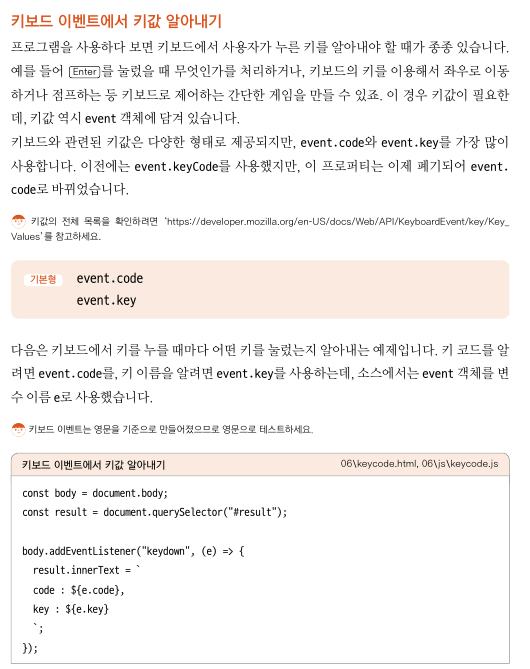 키보드 이벤트에서 키값 알아내기
프로그램을 사용하다 보면 키보드에서 사용자가 누른 키를 알아내야 할 때가 종종 있습니다.
예를 들어 Enter를 눌렀을 때 무엇인가를 처리하거나, 키보드의 키를 이용해서 좌우로 이동
하거나 점프하는 등 키보드로 제어하는 간단한 게임을 만들 수 있죠. 이 경우 키값이 필요한
데, 키값 역시 event 객체에 담겨 있습니다.
키보드와 관련된 키값은 다양한 형태로 제공되지만, event.code와 event.key를 가장 많이
사용합니다. 이전에는 event.keyCode를 사용했지만, 이 프로퍼티는 이제 폐기되어 event.
code로 바뀌었습니다.
키값의 전체 목록을 확인하려면 'https://developer.mozilla.org/en-US/docs/Web/API/KeyboardEvent/key/Key_
Values'를 참고하세요.
기본형 event.code
event.key
다음은 키보드에서 키를 누를 때마다 어떤 키를 눌렀는지 알아내는 예제입니다. 키 코드를 알
려면 event.code를, 키 이름을 알려면 event.key를 사용하는데, 소스에서는 event 객체를 변
수 이름 e로 사용했습니다.
키보드 이벤트는 영문을 기준으로 만들어졌으므로 영문으로 테스트하세요.
키보드 이벤트에서 키값 알아내기 06\keycode.html, 06\js\keycode.js
const body = document.body;
const result = document.querySelector("#result");
body.addEventListener("keydown", (e) => {
result.innerText = `
code : ${e.code},
key : ${e.key}
`;
});